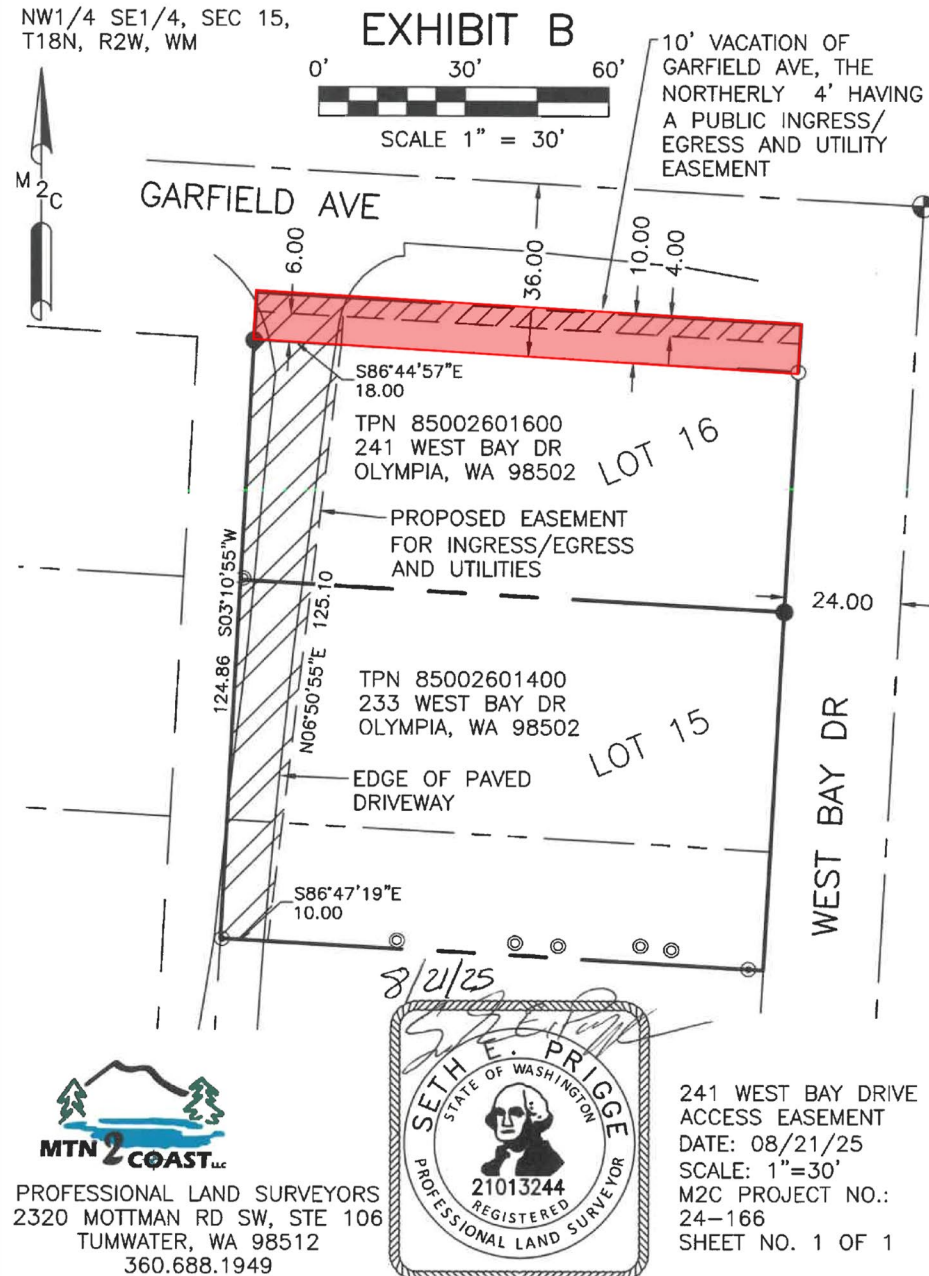 NW1/4 SE1/4, SEC 15,
T18N, R2W, WM
EXHIBIT B
0' 30' 60'
SCALE 1" = 30'
10' VACATION OF
GARFIELD AVE, THE
NORTHERLY 4' HAVING
A PUBLIC INGRESS/
EGRESS AND UTILITY
EASEMENT
M2C
GARFIELD AVE
6.00
36.00
10.00
4.00
S86°44'57"E
18.00
TPN 85002601600
241 WEST BAY DR
OLYMPIA, WA 98502
LOT 16
PROPOSED EASEMENT
FOR INGRESS/EGRESS
AND UTILITIES
124.86 S03°10'55"W
N06°50'55"E 125.10
24.00
TPN 85002601400
233 WEST BAY DR
OLYMPIA, WA 98502
LOT 15
EDGE OF PAVED
DRIVEWAY
WEST BAY DR
S86°47'19"E
10.00
8/21/25
SETH E. PRIGGE
STATE OF WASHINGTON
21013244
REGISTERED
PROFESSIONAL LAND SURVEYOR
MTN 2 COAST LLC
PROFESSIONAL LAND SURVEYORS
2320 MOTTMAN RD SW, STE 106
TUMWATER, WA 98512
360.688.1949
241 WEST BAY DRIVE
ACCESS EASEMENT
DATE: 08/21/25
SCALE: 1"=30'
M2C PROJECT NO.:
24-166
SHEET NO. 1 OF 1